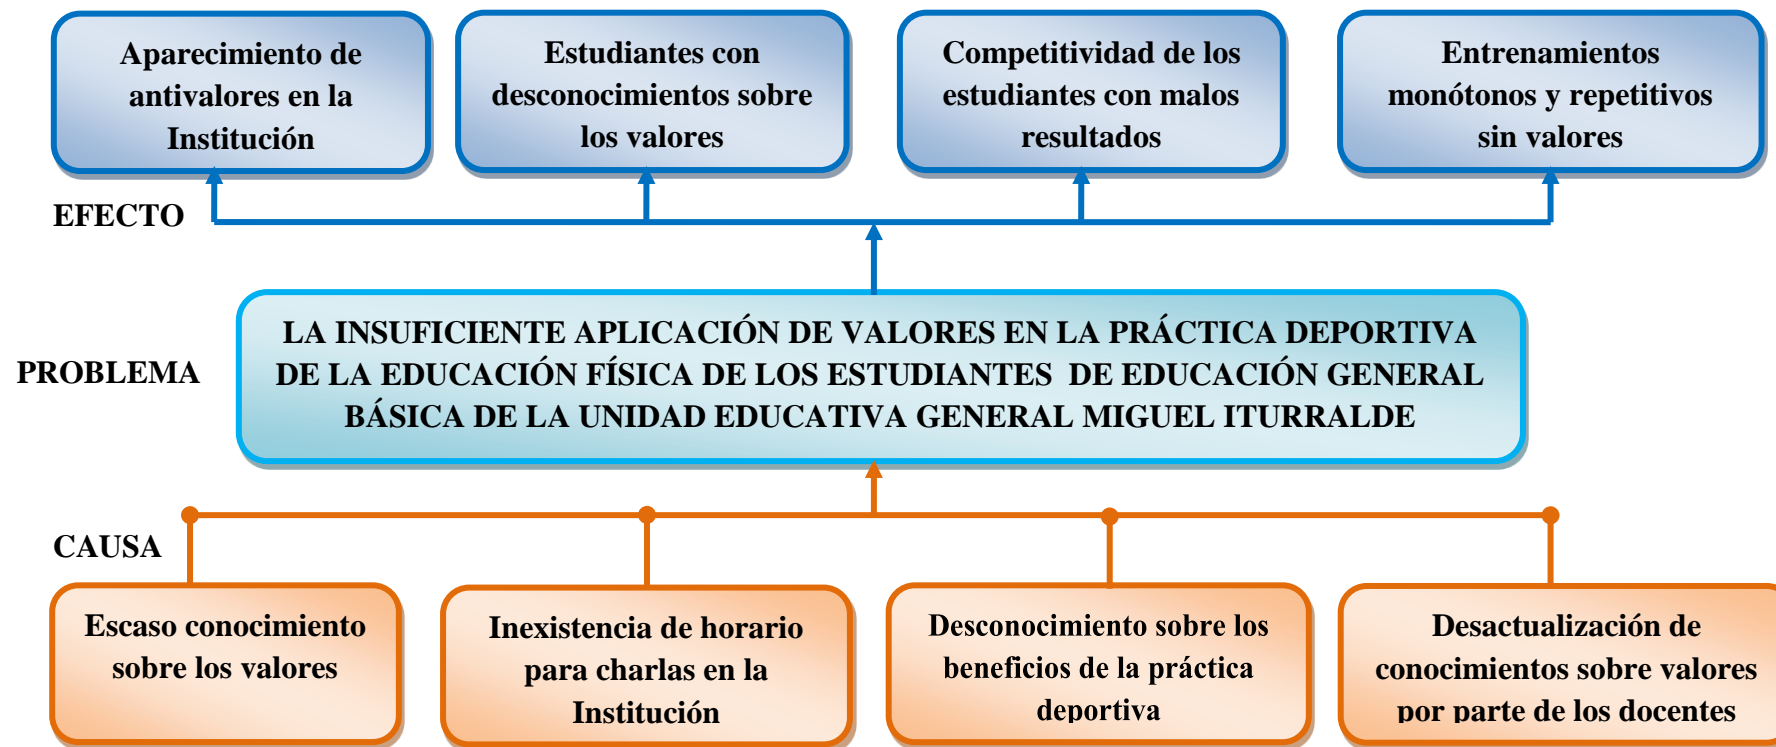 Aparecimiento de
antivalores en la
Institución
Estudiantes con
desconocimientos sobre
los valores
Competitividad de los
estudiantes con malos
resultados
Entrenamientos
monótonos y repetitivos
sin valores
EFECTO
PROBLEMA
LA INSUFICIENTE APLICACIÓN DE VALORES EN LA PRÁCTICA DEPORTIVA
DE LA EDUCACIÓN FÍSICA DE LOS ESTUDIANTES DE EDUCACIÓN GENERAL
BÁSICA DE LA UNIDAD EDUCATIVA GENERAL MIGUEL ITURRALDE
CAUSA
Escaso conocimiento
sobre los valores
Inexistencia de horario
para charlas en la
Institución
Desconocimiento sobre los
beneficios de la práctica
deportiva
Desactualización de
conocimientos sobre valores
por parte de los docentes